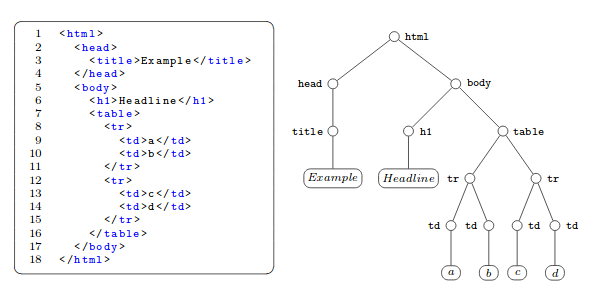 1 <html>
2 <head>
3 <title>Example</title>
4 </head>
5 <body>
6 <h1>Headline</h1>
7 <table>
8 <tr>
9 <td>a</td>
10 <td>b</td>
11 </tr>
12 <tr>
13 <td>c</td>
14 <td>d</td>
15 </tr>
16 </table>
17 </body>
18 </html>
html
head body
title h1 table
Example Headline tr tr
td td td td
a b c d